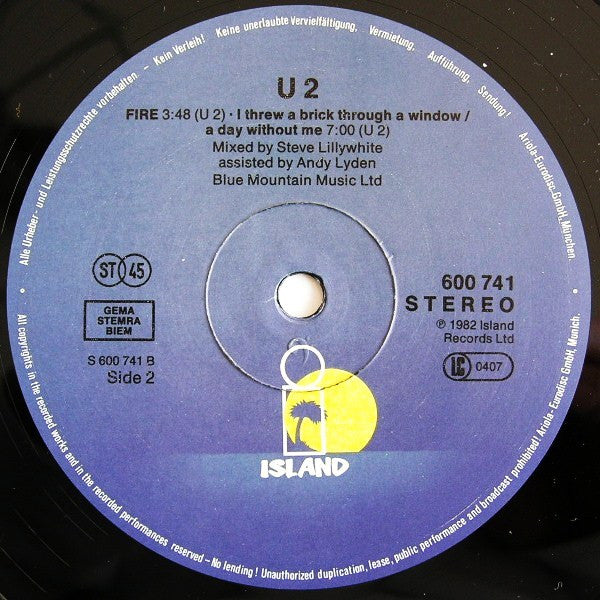 Alle Urheber- und Leistungsschutzrechte vorbehalten. - Kein Verleih! · Keine unerlaubte Vervielfältigung, Vermietung, Aufführung, Sendung! · Ariola-Eurodisc GmbH, München.
U 2
FIRE 3:48 (U 2) · I threw a brick through a window /
a day without me 7:00 (U 2)
Mixed by Steve Lillywhite
assisted by Andy Lyden
Blue Mountain Music Ltd
ST 45
GEMA
STEMRA
BIEM
S 600 741 B
Side 2
600 741
STEREO
℗ 1982 Island
Records Ltd
LC 0407
ISLAND
All copyrights in the recorded works and in the recorded performances reserved – No lending! Unauthorized duplication, lease, public performance and broadcast prohibited! Ariola-Eurodisc GmbH, Munich.